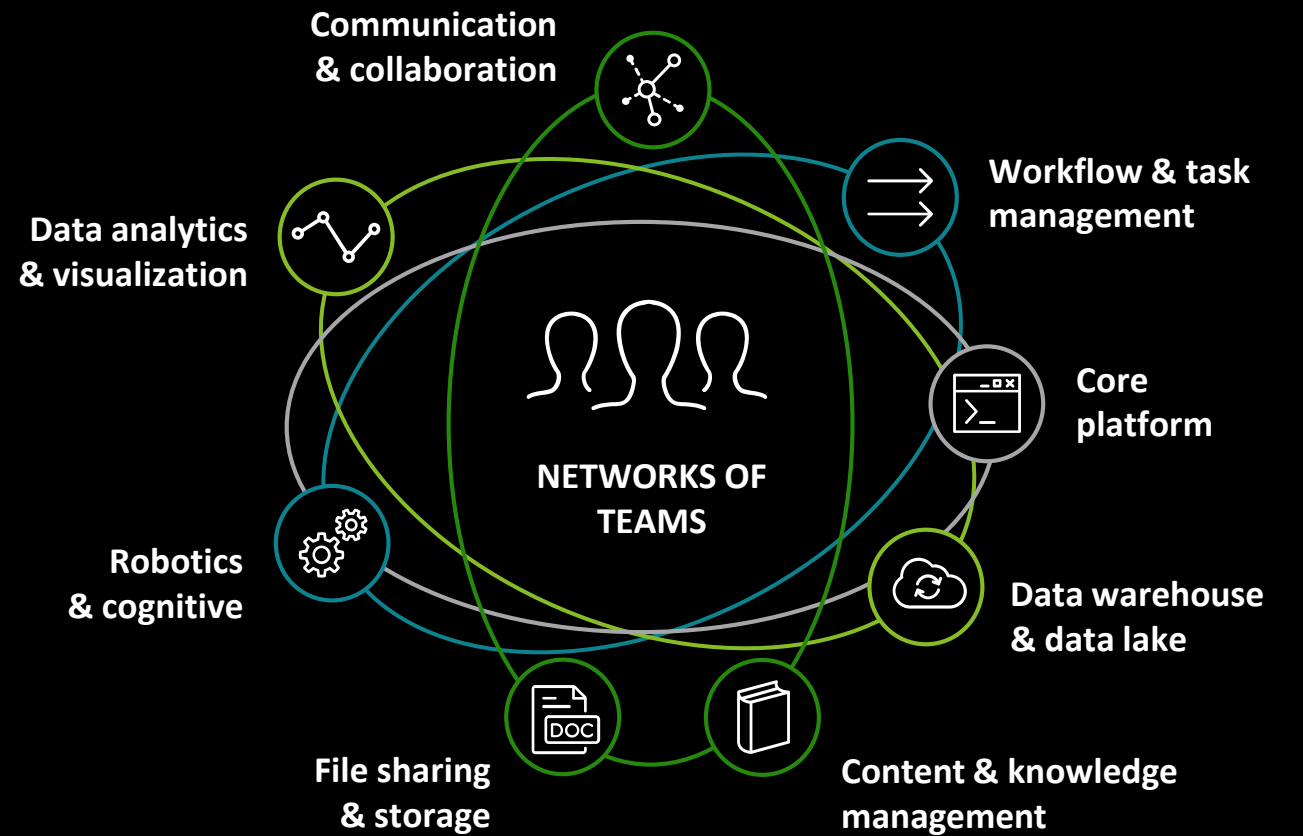 Communication
& collaboration
Workflow & task
management
Data analytics
& visualization
Core
platform
NETWORKS OF
TEAMS
Robotics
& cognitive
Data warehouse
& data lake
DOC
File sharing
& storage
Content & knowledge
management